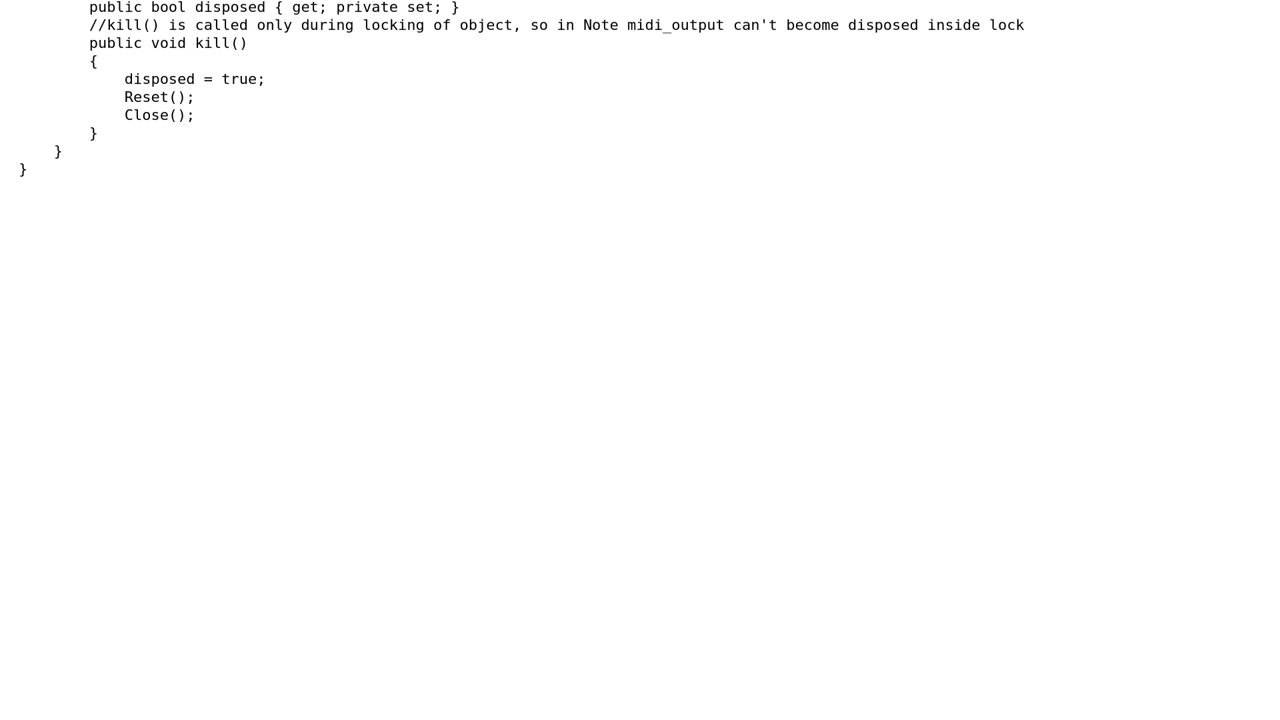 public bool disposed { get; private set; }
        //kill() is called only during locking of object, so in Note midi_output can't become disposed inside lock
        public void kill()
        {
            disposed = true;
            Reset();
            Close();
        }
    }
}